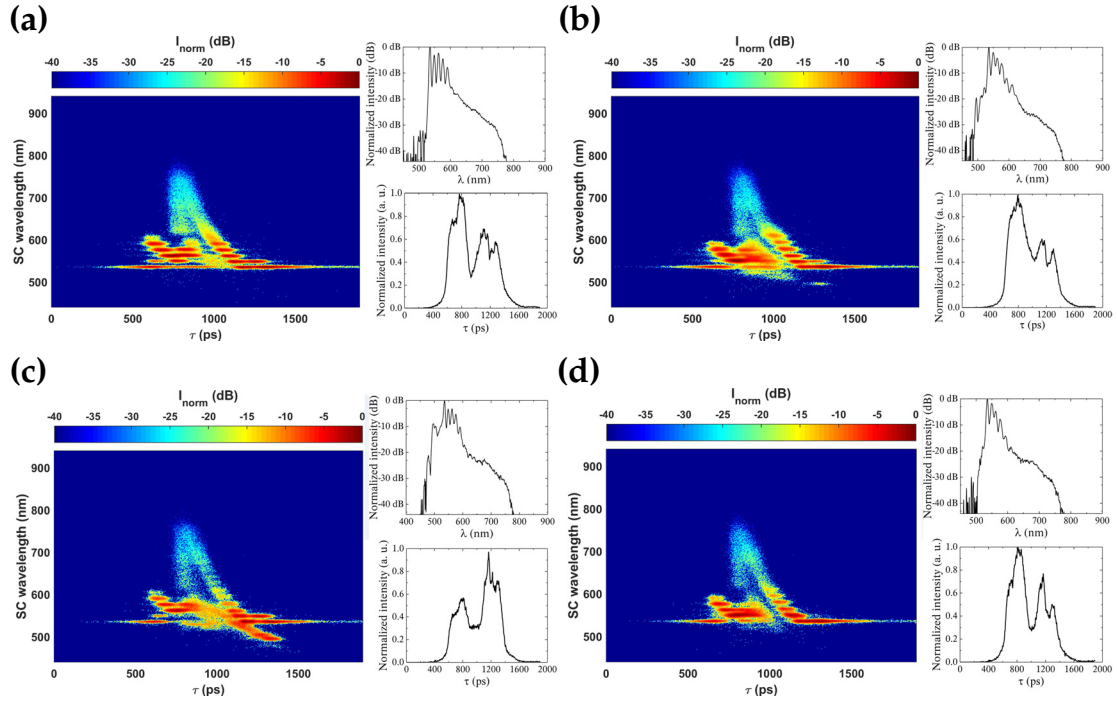 (a)
I norm (dB)
-40 -35 -30 -25 -20 -15 -10 -5 0
SC wavelength (nm)
900
800
700
600
500
0 500 1000 1500
τ (ps)
Normalized intensity (dB)
0 dB
-10 dB
-20 dB
-30 dB
-40 dB
500 600 700 800 900
λ (nm)
Normalized intensity (a. u.)
1.0
0.8
0.6
0.4
0.2
0.0
0 400 800 1200 1600 2000
τ (ps)
(b)
I norm (dB)
-40 -35 -30 -25 -20 -15 -10 -5 0
SC wavelength (nm)
900
800
700
600
500
0 500 1000 1500
τ (ps)
Normalized intensity (dB)
0 dB
-10 dB
-20 dB
-30 dB
-40 dB
500 600 700 800 900
λ (nm)
Normalized intensity (a. u.)
1.0
0.8
0.6
0.4
0.2
0.0
0 400 800 1200 1600 2000
τ (ps)
(c)
I norm (dB)
-40 -35 -30 -25 -20 -15 -10 -5 0
SC wavelength (nm)
900
800
700
600
500
0 500 1000 1500
τ (ps)
Normalized intensity (dB)
0 dB
-10 dB
-20 dB
-30 dB
-40 dB
400 500 600 700 800 900
λ (nm)
Normalized intensity (a. u.)
1.0
0.8
0.6
0.4
0.2
0.0
0 400 800 1200 1600 2000
τ (ps)
(d)
I norm (dB)
-40 -35 -30 -25 -20 -15 -10 -5 0
SC wavelength (nm)
900
800
700
600
500
0 500 1000 1500
τ (ps)
Normalized intensity (dB)
0 dB
-10 dB
-20 dB
-30 dB
-40 dB
500 600 700 800 900
λ (nm)
Normalized intensity (a. u.)
1.0
0.8
0.6
0.4
0.2
0.0
0 400 800 1200 1600 2000
τ (ps)